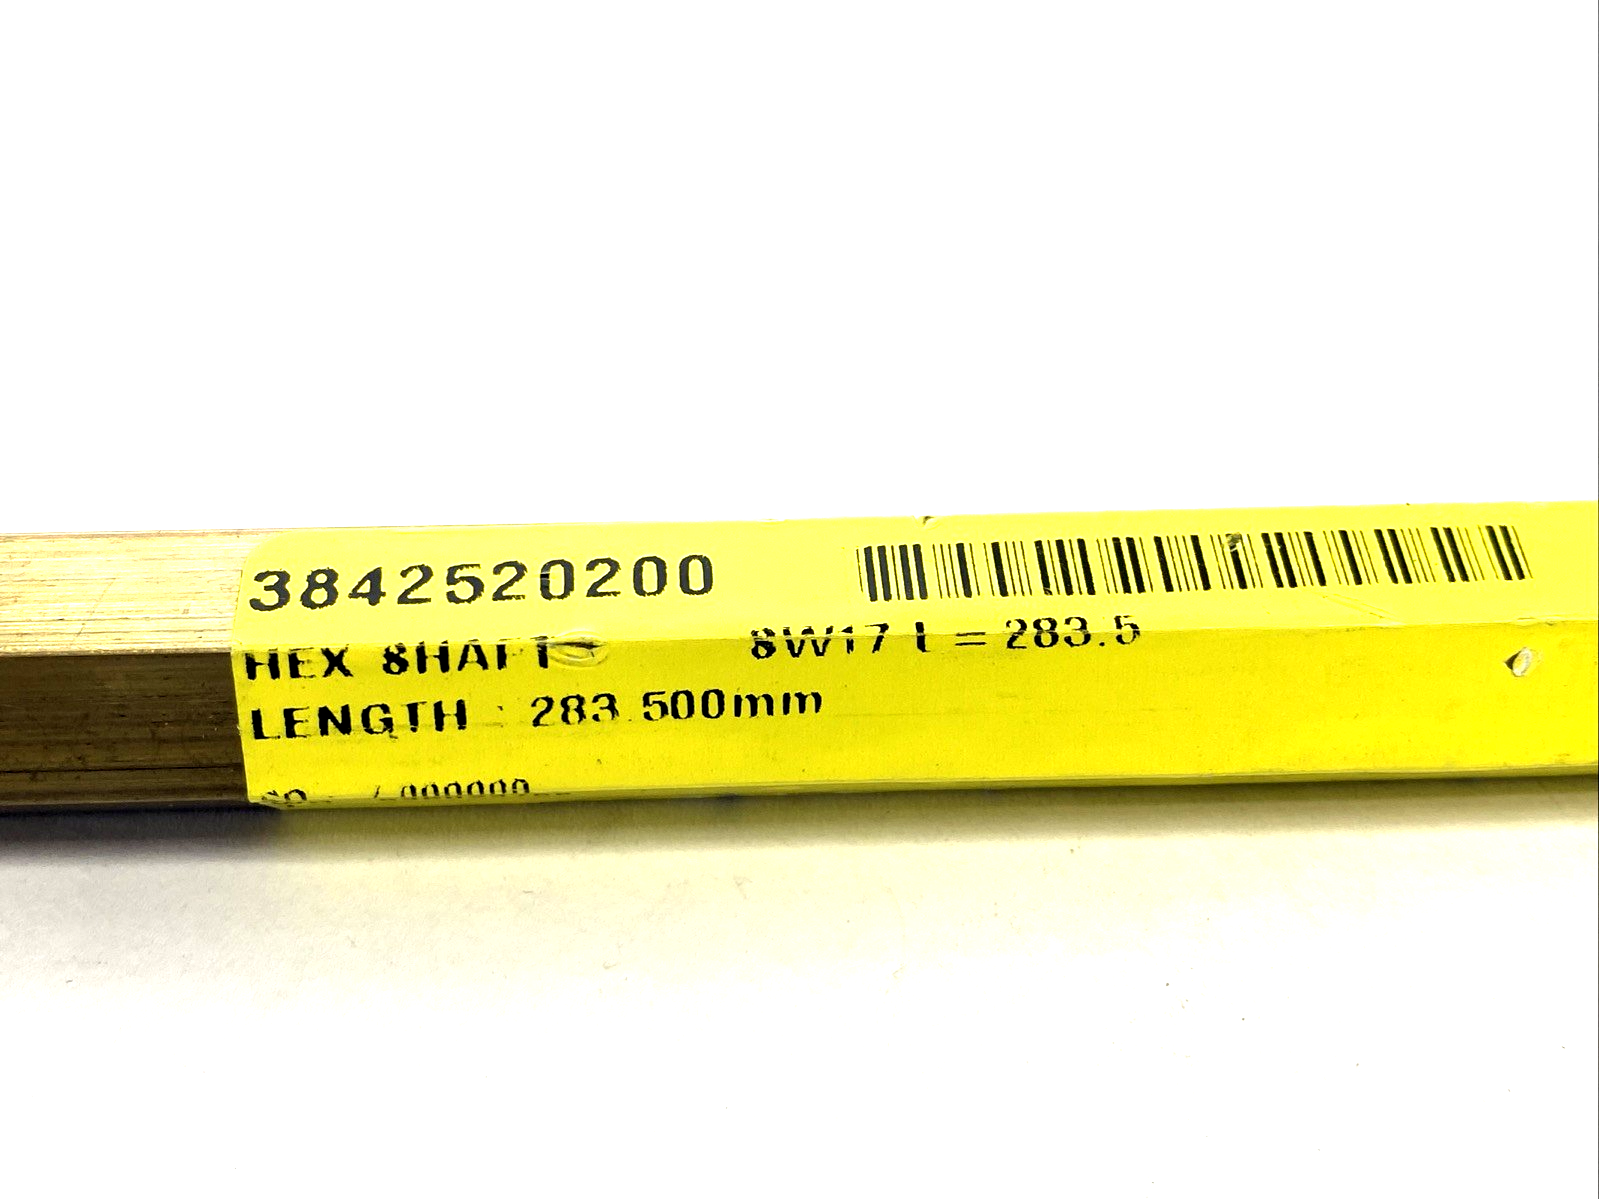 3842520200
HEX SHAFT SW17 L = 283.5
LENGTH : 283.500mm